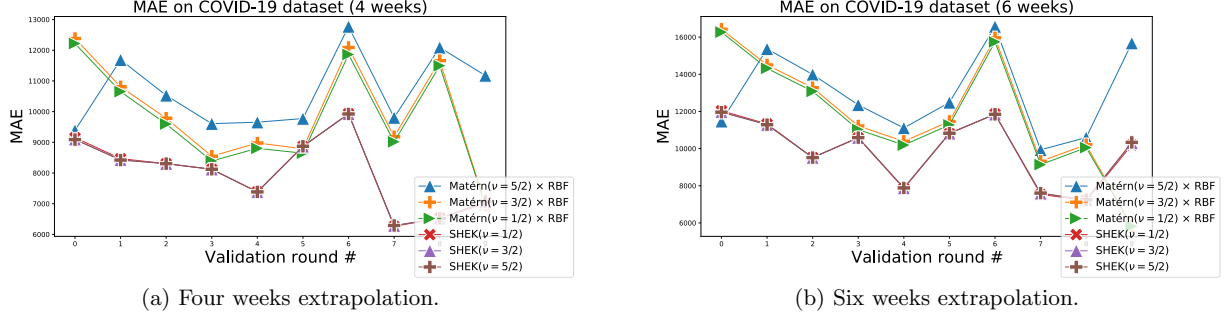 MAE on COVID-19 dataset (4 weeks)
13000
12000
11000
10000
9000
8000
7000
6000
MAE
0 1 2 3 4 5 6 7 8
Validation round #
Matérn(ν = 5/2) × RBF
Matérn(ν = 3/2) × RBF
Matérn(ν = 1/2) × RBF
SHEK(ν = 1/2)
SHEK(ν = 3/2)
SHEK(ν = 5/2)
(a) Four weeks extrapolation.
MAE on COVID-19 dataset (6 weeks)
16000
14000
12000
10000
8000
6000
MAE
0 1 2 3 4 5 6 7 8
Validation round #
Matérn(ν = 5/2) × RBF
Matérn(ν = 3/2) × RBF
Matérn(ν = 1/2) × RBF
SHEK(ν = 1/2)
SHEK(ν = 3/2)
SHEK(ν = 5/2)
(b) Six weeks extrapolation.